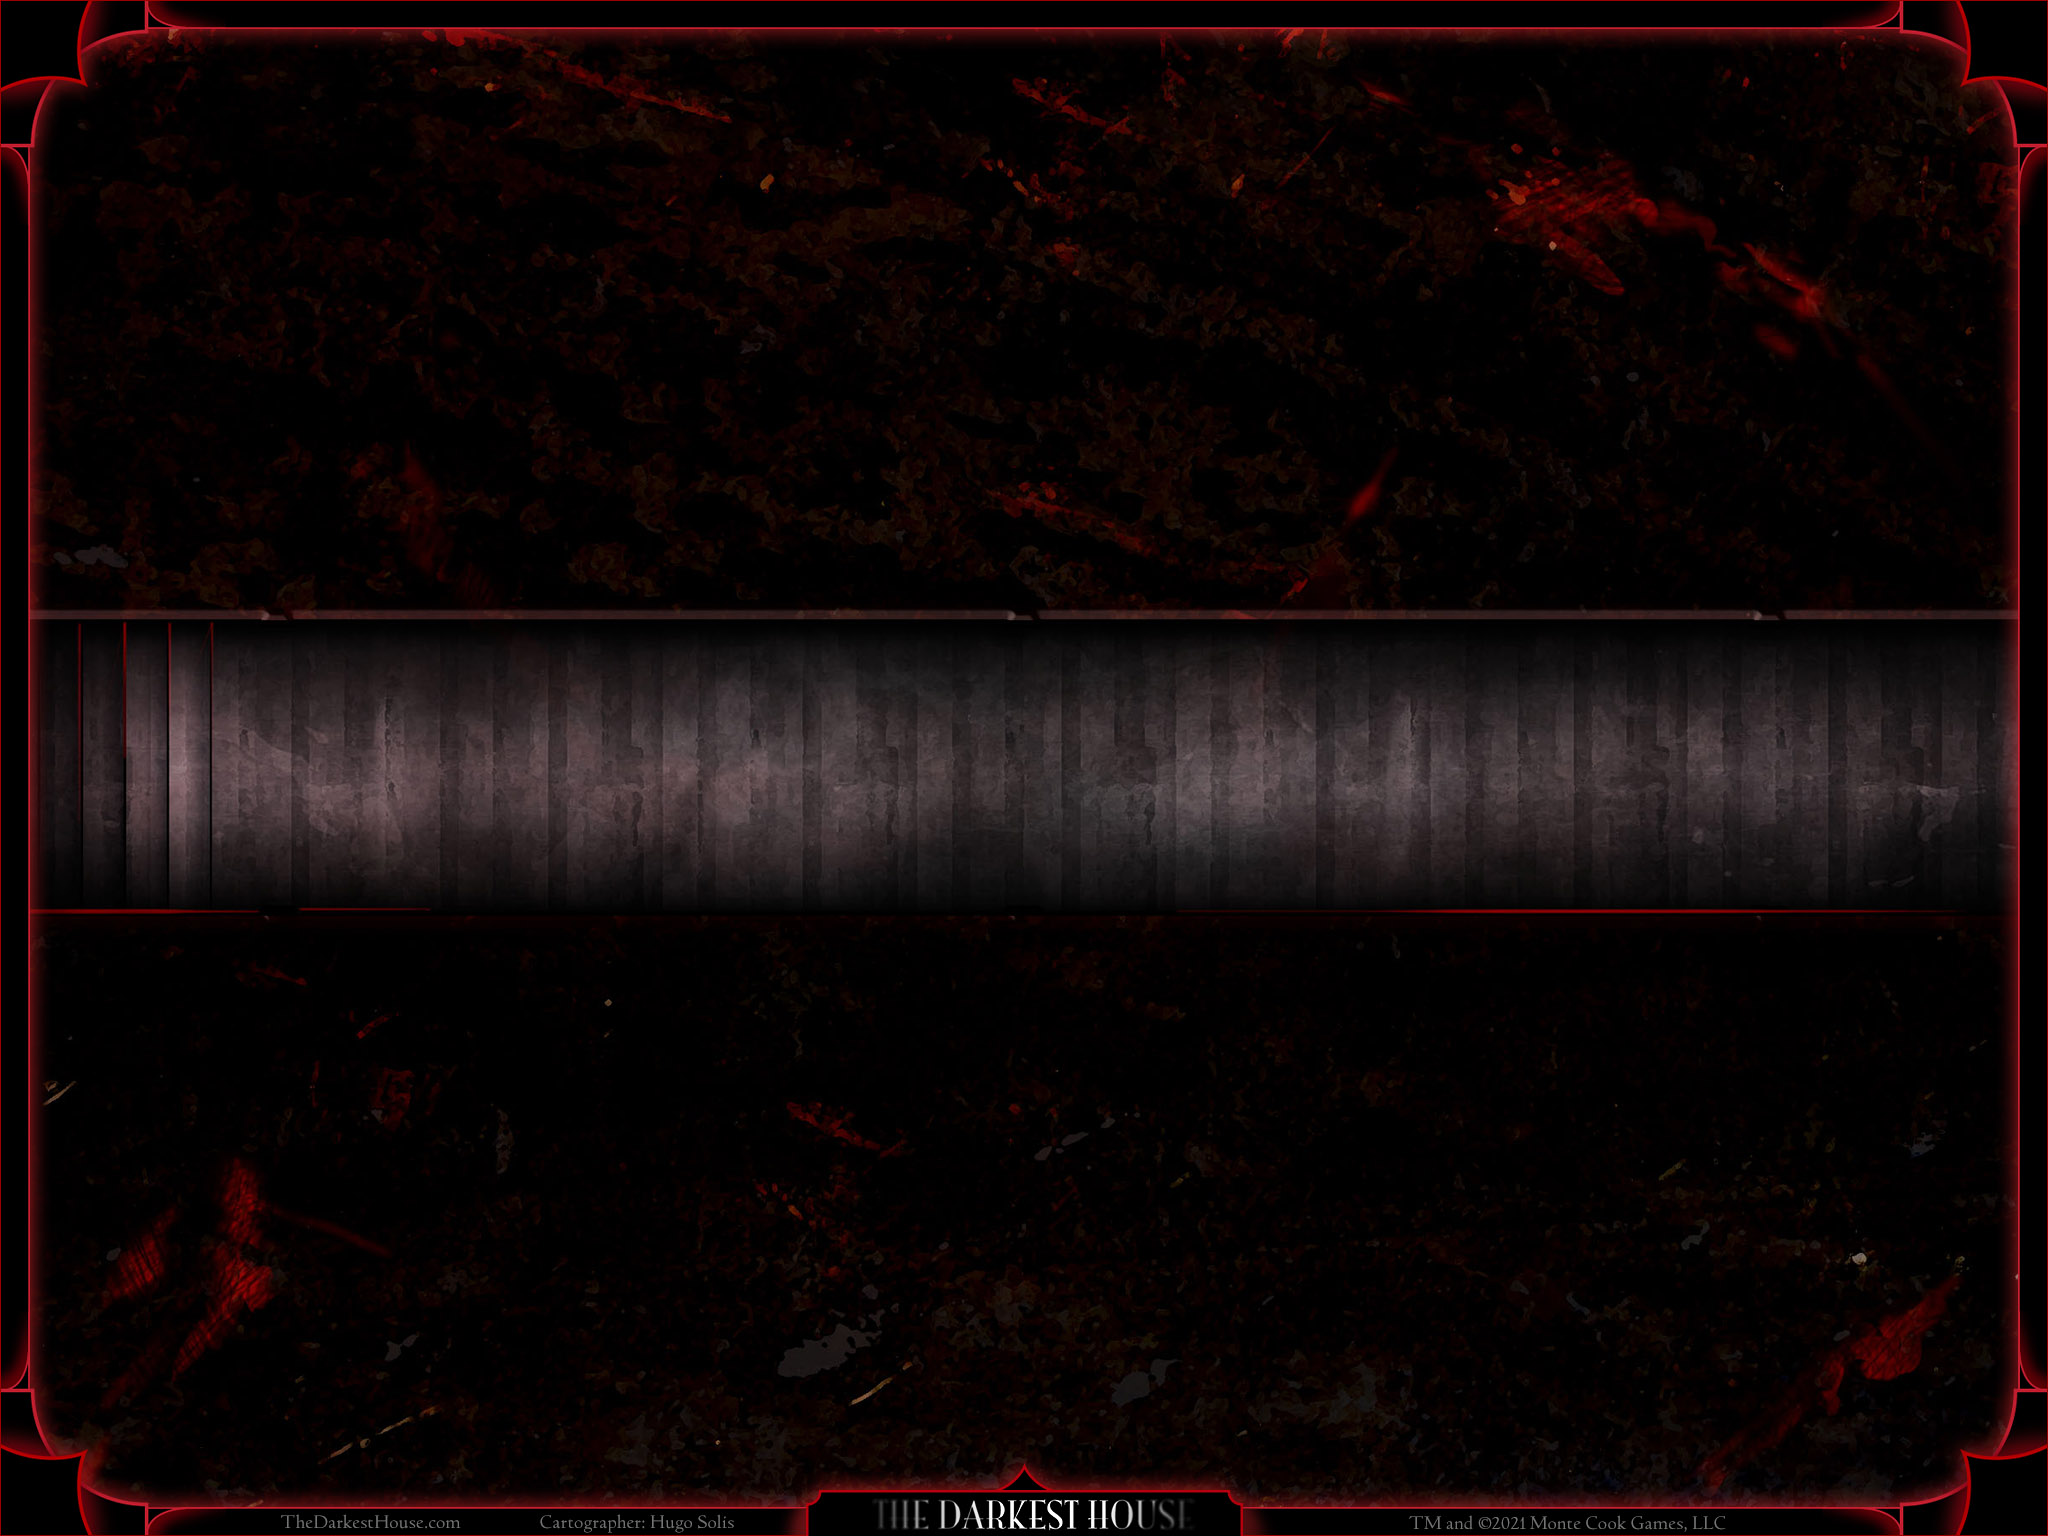 THE DARKEST HOUSE
TheDarkestHouse.com
Cartographer: Hugo Solis
TM and ©2021 Monte Cook Games, LLC